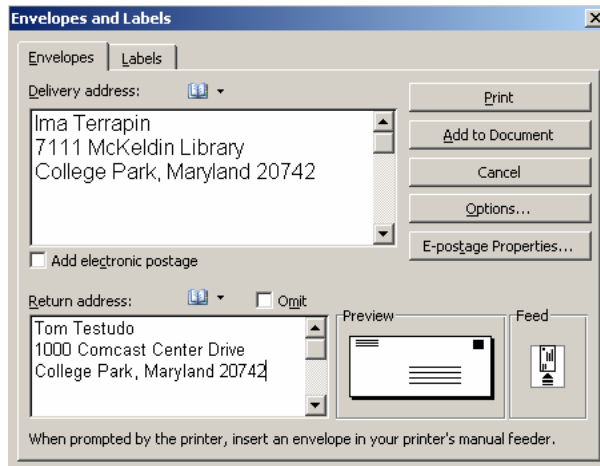 Envelopes and Labels
Envelopes Labels
Delivery address:
Ima Terrapin
7111 McKeldin Library
College Park, Maryland 20742
Print
Add to Document
Cancel
Options...
E-postage Properties...
Add electronic postage
Return address:
Omit
Tom Testudo
1000 Comcast Center Drive
College Park, Maryland 20742
Preview
Feed
When prompted by the printer, insert an envelope in your printer's manual feeder.